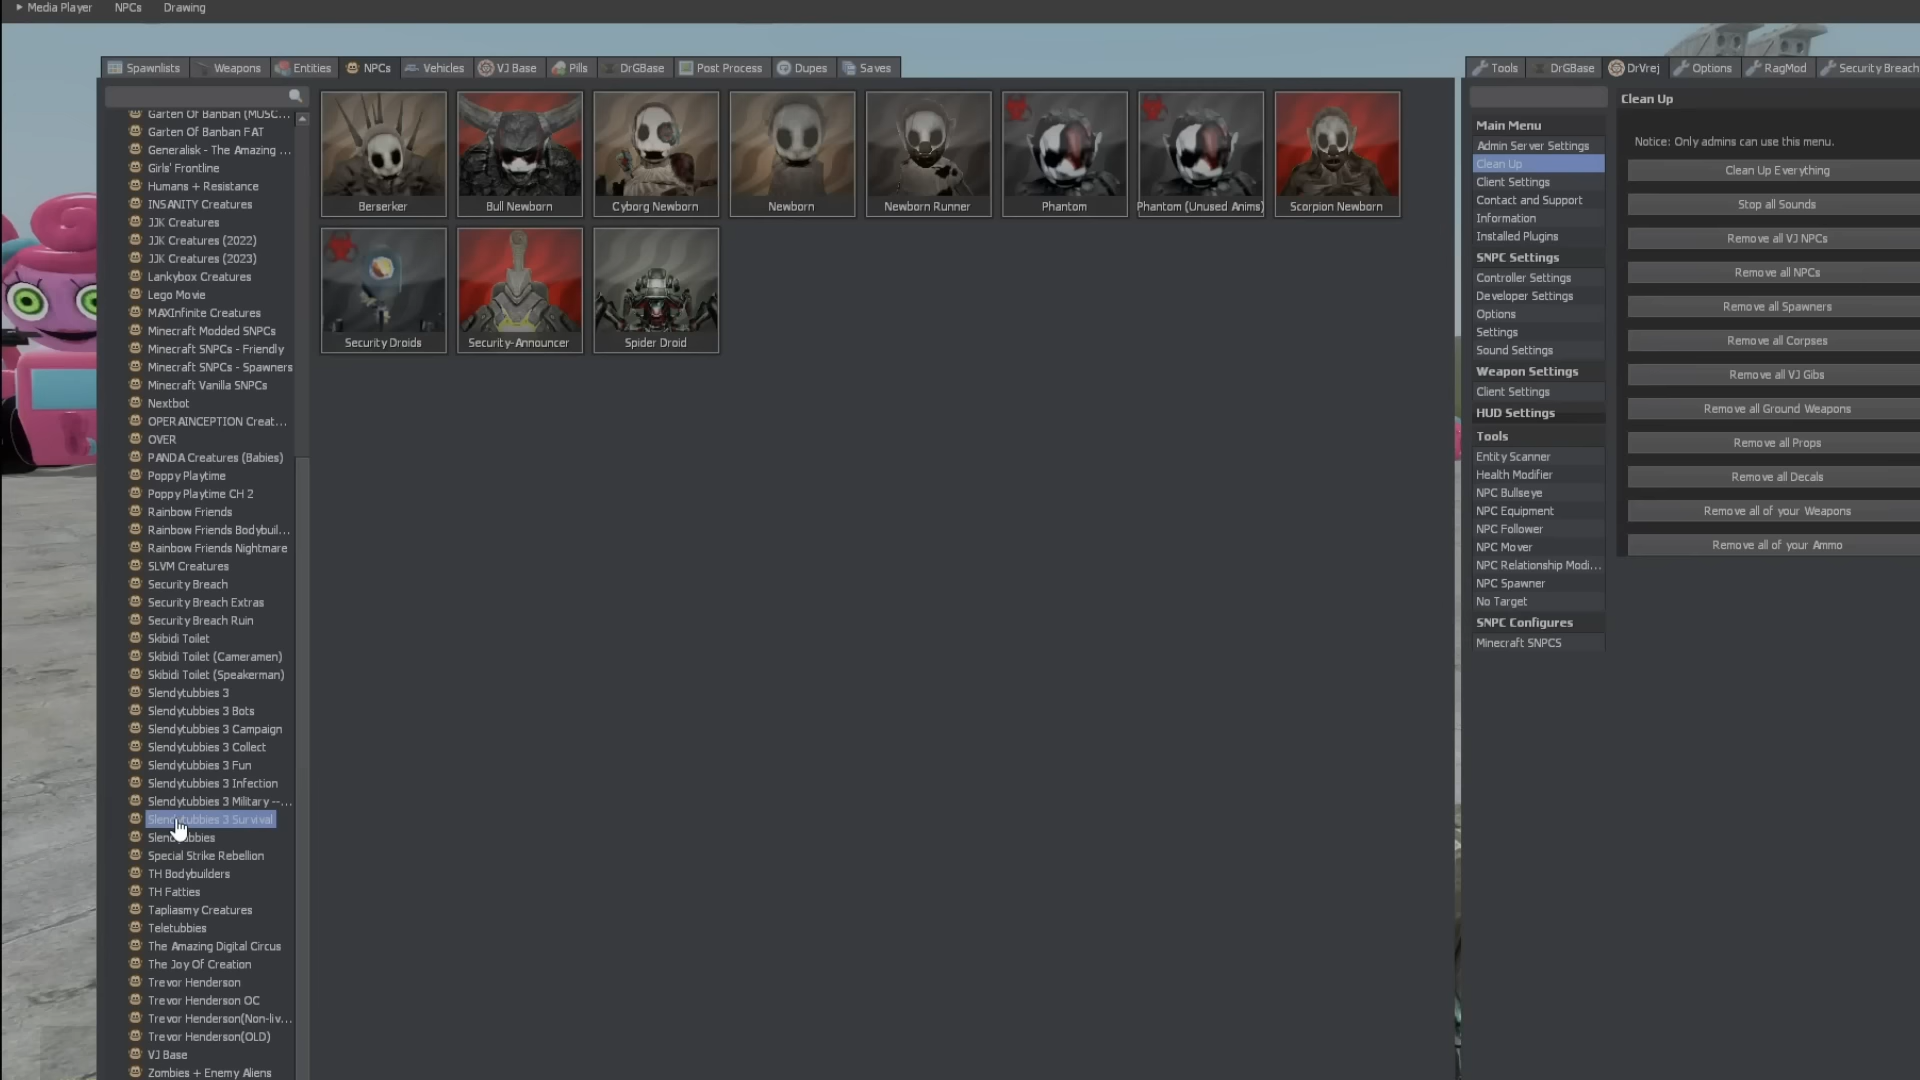 Media Player NPCs Drawing
Spawnlists Weapons Entities NPCs Vehicles VJ Base Pills DrGBase Post Process Dupes Saves
Garten Of Banban (MUSC...
Garten Of Banban FAT
Generalisk - The Amazing ...
Girls' Frontline
Humans + Resistance
INSANITY Creatures
JJK Creatures
JJK Creatures (2022)
JJK Creatures (2023)
Lankybox Creatures
Lego Movie
MAXInfinite Creatures
Minecraft Modded SNPCs
Minecraft SNPCs - Friendly
Minecraft SNPCs - Spawners
Minecraft Vanilla SNPCs
Nextbot
OPERAINCEPTION Creat...
OVER
PANDA Creatures (Babies)
Poppy Playtime
Poppy Playtime CH 2
Rainbow Friends
Rainbow Friends Bodybuil...
Rainbow Friends Nightmare
SLVM Creatures
Security Breach
Security Breach Extras
Security Breach Ruin
Skibidi Toilet
Skibidi Toilet (Cameramen)
Skibidi Toilet (Speakerman)
Slendytubbies 3
Slendytubbies 3 Bots
Slendytubbies 3 Campaign
Slendytubbies 3 Collect
Slendytubbies 3 Fun
Slendytubbies 3 Infection
Slendytubbies 3 Military --...
Slendytubbies 3 Survival
Slendytubbies
Special Strike Rebellion
TH Bodybuilders
TH Fatties
Tapliasmy Creatures
Teletubbies
The Amazing Digital Circus
The Joy Of Creation
Trevor Henderson
Trevor Henderson OC
Trevor Henderson(Non-liv...
Trevor Henderson(OLD)
VJ Base
Zombies + Enemy Aliens
Berserker
Bull Newborn
Cyborg Newborn
Newborn
Newborn Runner
Phantom
Phantom (Unused Anims)
Scorpion Newborn
Security Droids
Security-Announcer
Spider Droid
Tools DrGBase DrVrej Options RagMod Security Breach
Main Menu
Admin Server Settings
Clean Up
Client Settings
Contact and Support
Information
Installed Plugins
SNPC Settings
Controller Settings
Developer Settings
Options
Settings
Sound Settings
Weapon Settings
Client Settings
HUD Settings
Tools
Entity Scanner
Health Modifier
NPC Bullseye
NPC Equipment
NPC Follower
NPC Mover
NPC Relationship Modi...
NPC Spawner
No Target
SNPC Configures
Minecraft SNPCS
Clean Up
Notice: Only admins can use this menu.
Clean Up Everything
Stop all Sounds
Remove all VJ NPCs
Remove all NPCs
Remove all Spawners
Remove all Corpses
Remove all VJ Gibs
Remove all Ground Weapons
Remove all Props
Remove all Decals
Remove all of your Weapons
Remove all of your Ammo